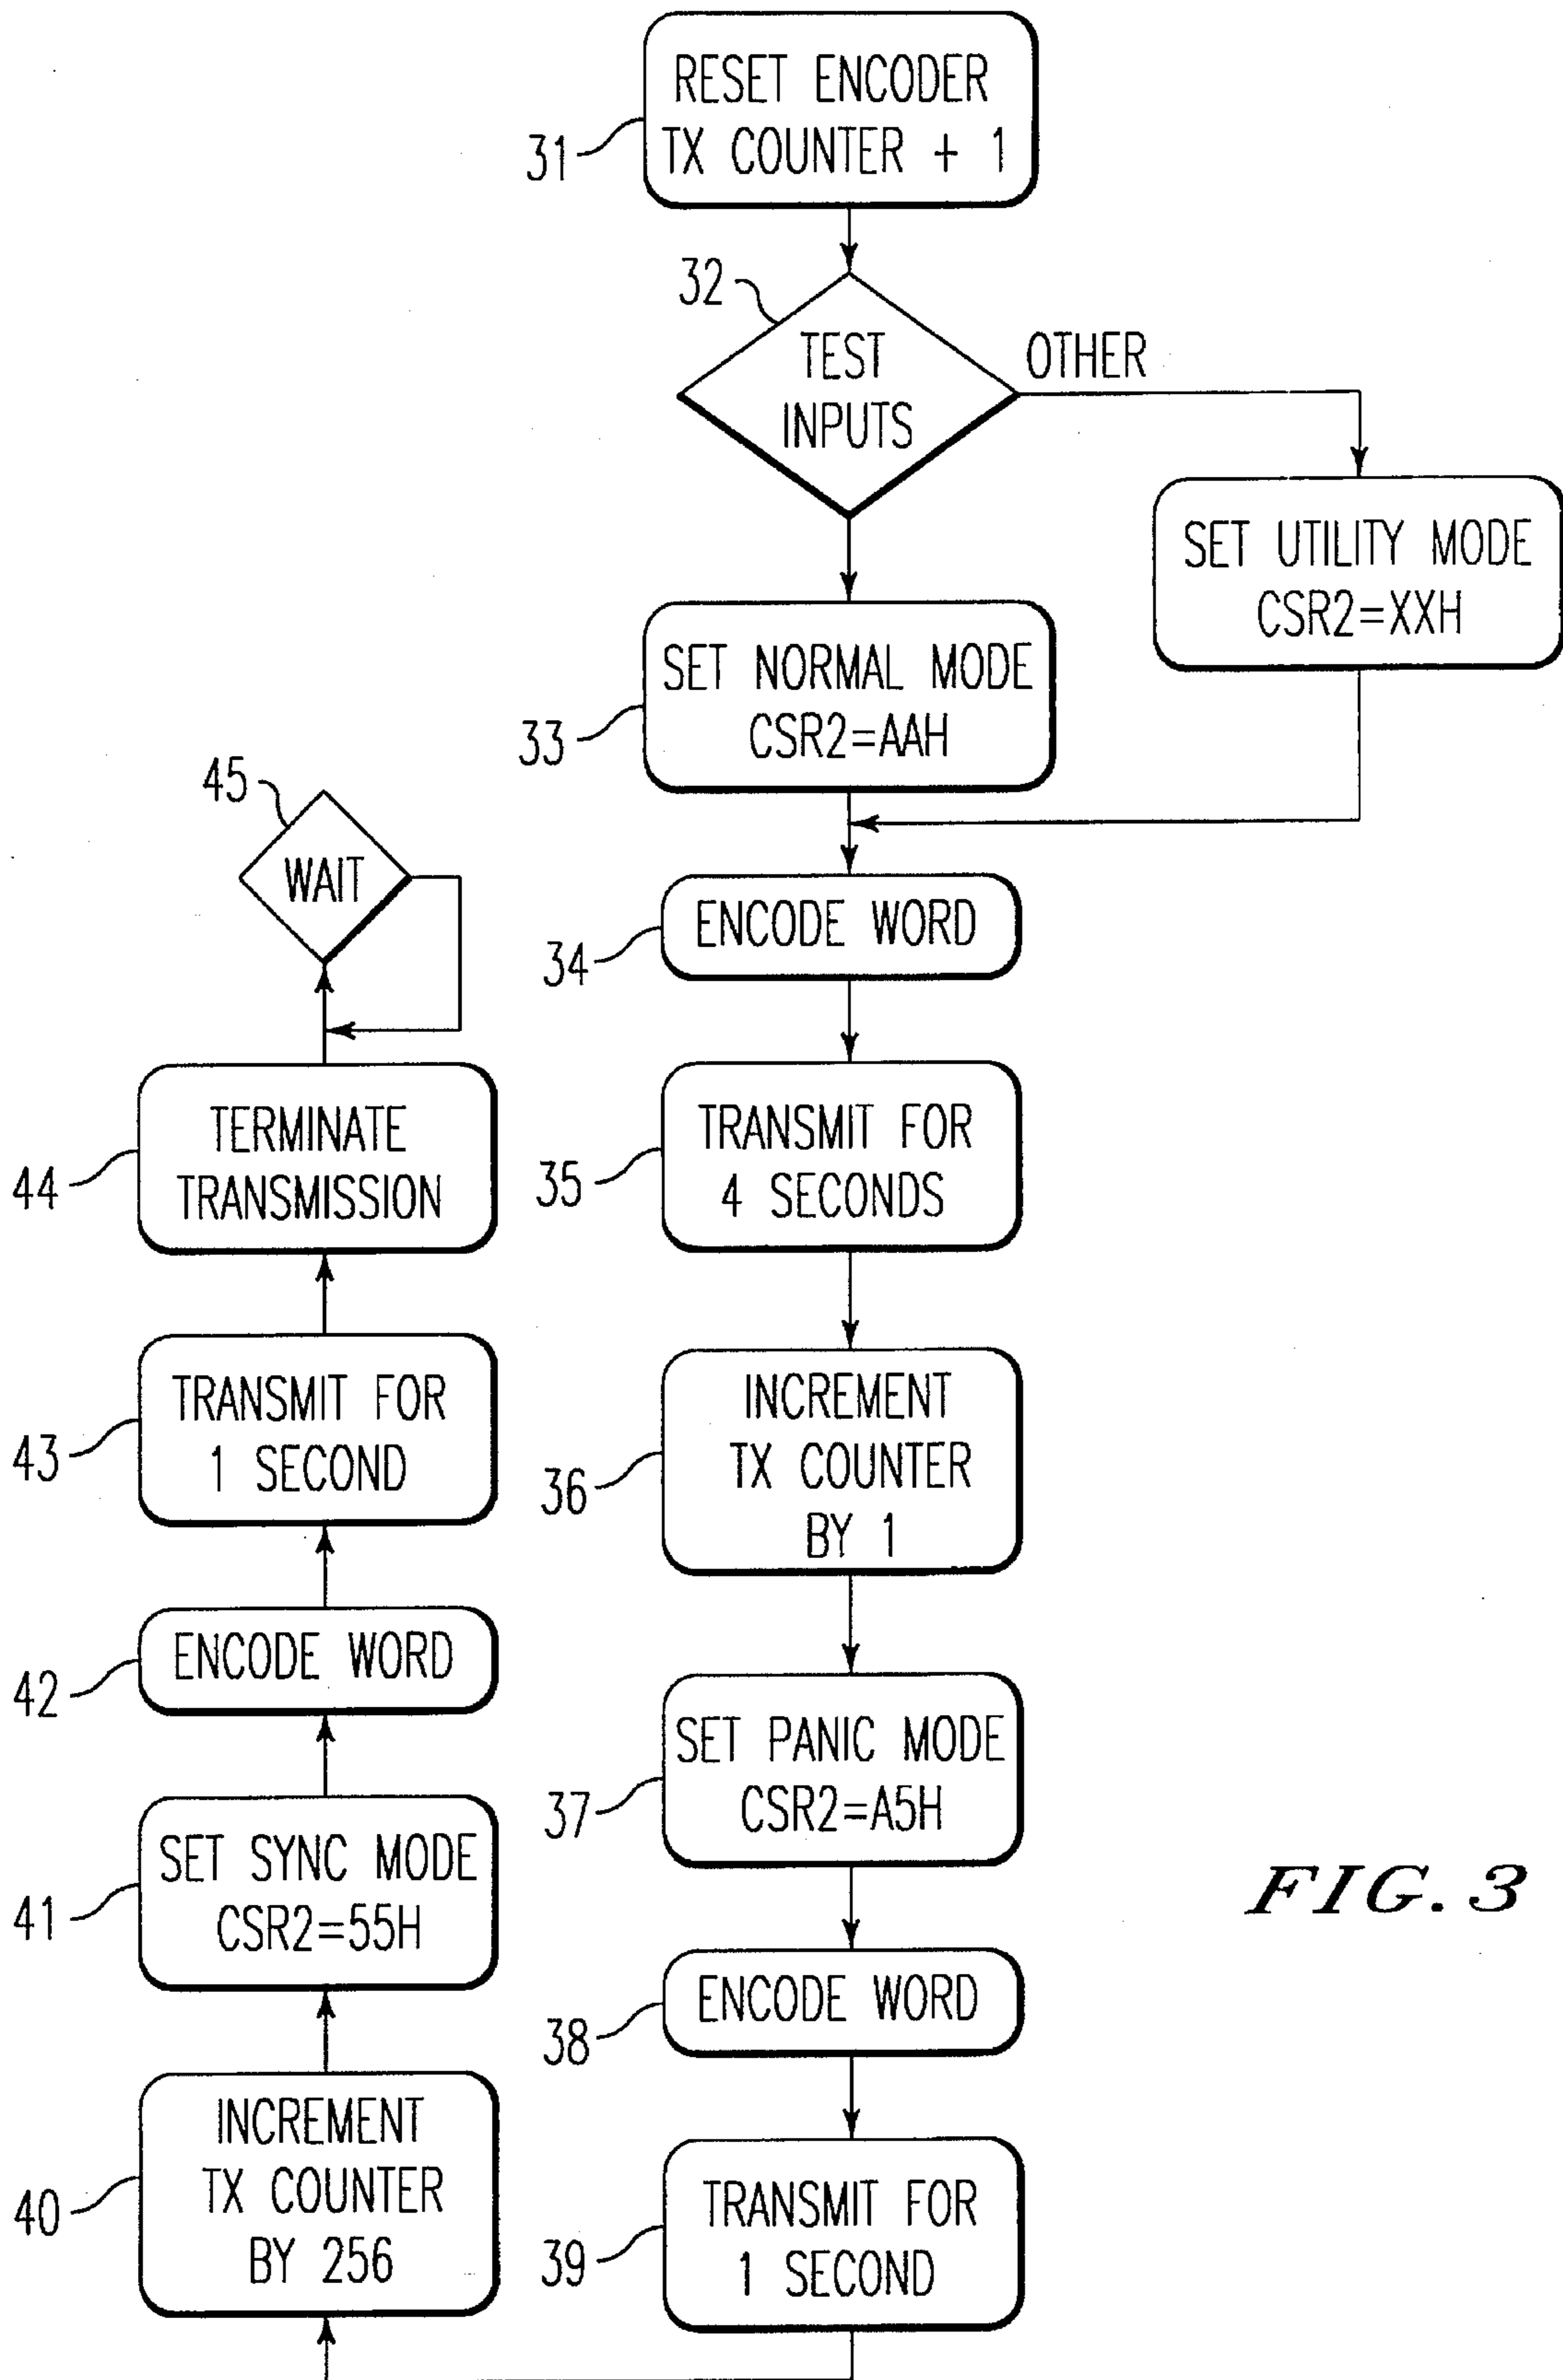 RESET ENCODER
TX COUNTER + 1
31
32
TEST
INPUTS
OTHER
SET UTILITY MODE
CSR2=XXH
SET NORMAL MODE
CSR2=AAH
33
ENCODE WORD
34
TRANSMIT FOR
4 SECONDS
35
INCREMENT
TX COUNTER
BY 1
36
SET PANIC MODE
CSR2=A5H
37
ENCODE WORD
38
TRANSMIT FOR
1 SECOND
39
INCREMENT
TX COUNTER
BY 256
40
SET SYNC MODE
CSR2=55H
41
ENCODE WORD
42
TRANSMIT FOR
1 SECOND
43
TERMINATE
TRANSMISSION
44
45
WAIT
FIG. 3